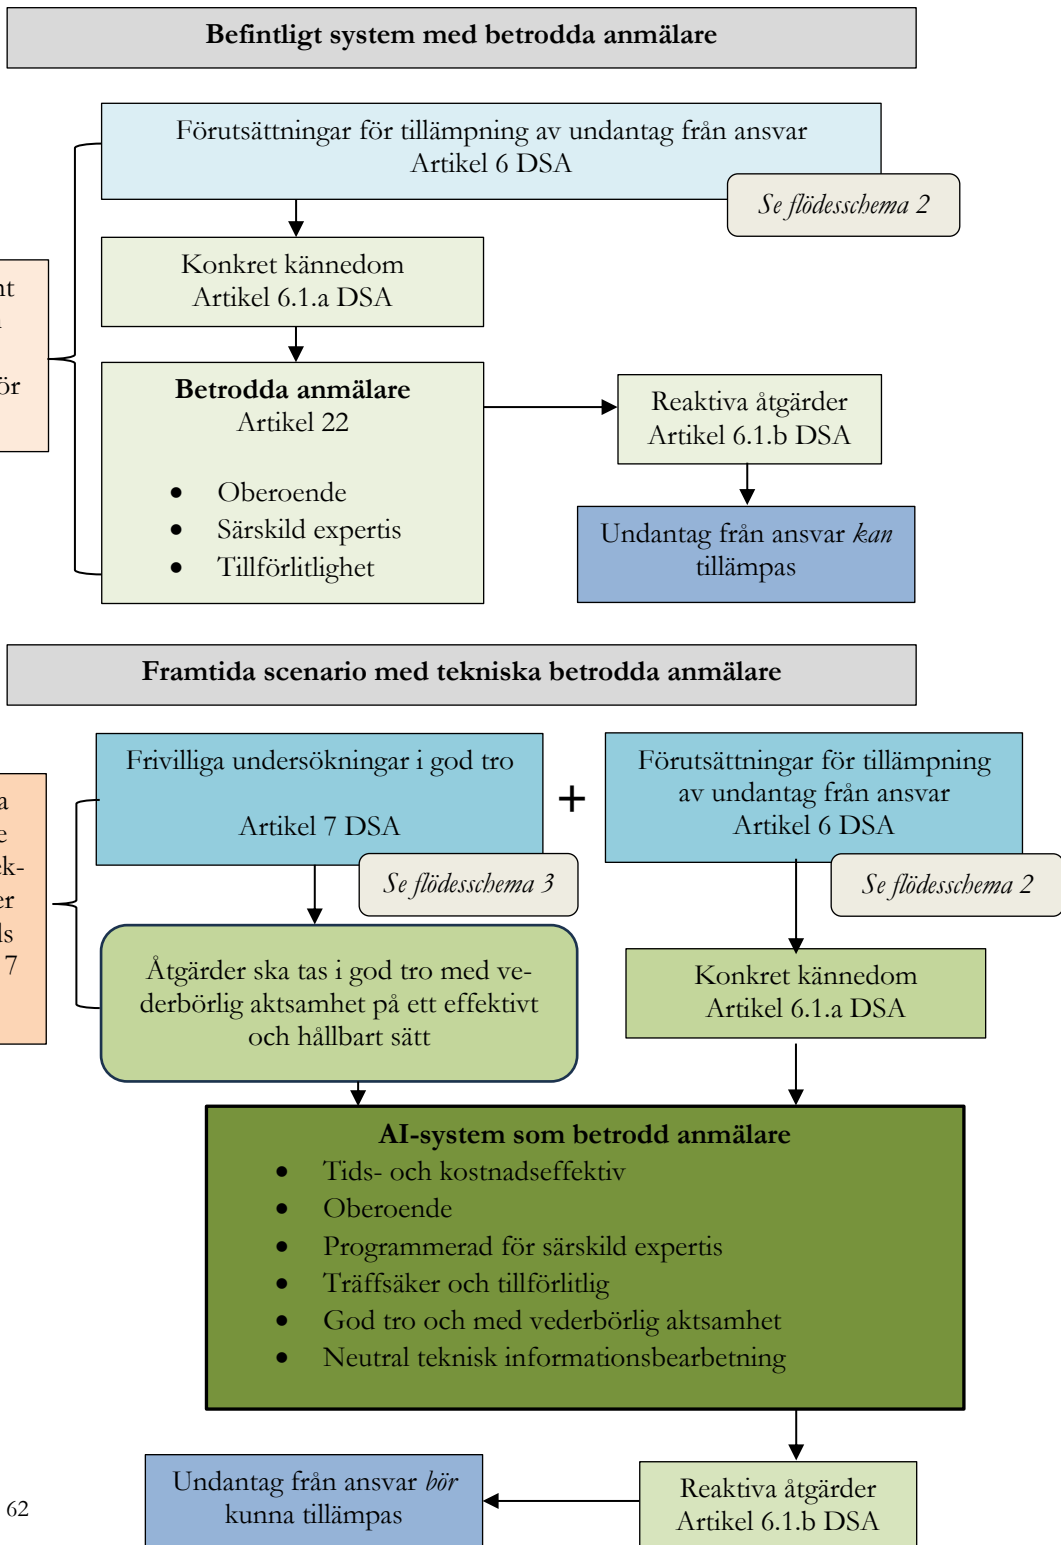 Befintligt system med betrodda anmälare
Förutsättningar för tillämpning av undantag från ansvar
Artikel 6 DSA
Se flödesschema 2
Konkret kännedom
Artikel 6.1.a DSA
Betrodda anmälare
Artikel 22
• Oberoende
• Särskild expertis
• Tillförlitlighet
Reaktiva åtgärder
Artikel 6.1.b DSA
Undantag från ansvar kan
tillämpas
Framtida scenario med tekniska betrodda anmälare
Frivilliga undersökningar i god tro
Artikel 7 DSA
Se flödesschema 3
+
Förutsättningar för tillämpning
av undantag från ansvar
Artikel 6 DSA
Se flödesschema 2
7
Åtgärder ska tas i god tro med ve-
derbörlig aktsamhet på ett effektivt
och hållbart sätt
Konkret kännedom
Artikel 6.1.a DSA
AI-system som betrodd anmälare
• Tids- och kostnadseffektiv
• Oberoende
• Programmerad för särskild expertis
• Träffsäker och tillförlitlig
• God tro och med vederbörlig aktsamhet
• Neutral teknisk informationsbearbetning
Undantag från ansvar bör
kunna tillämpas
Reaktiva åtgärder
Artikel 6.1.b DSA
62